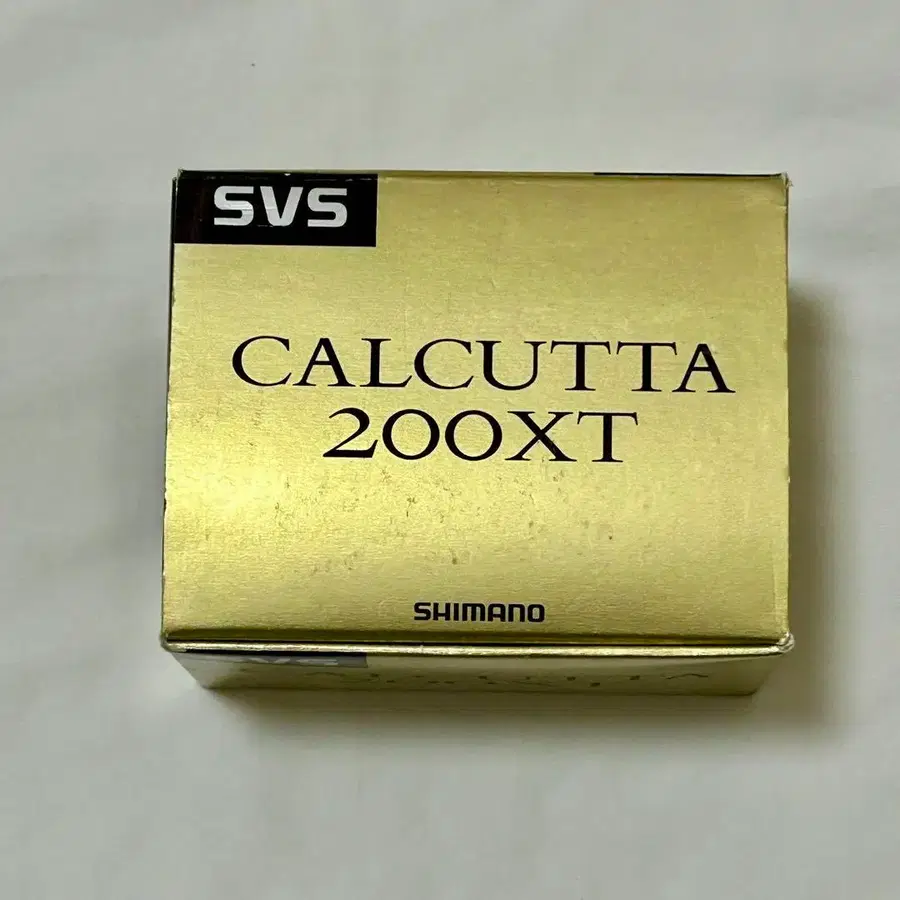 SVS
CALCUTTA
200XT
SHIMANO